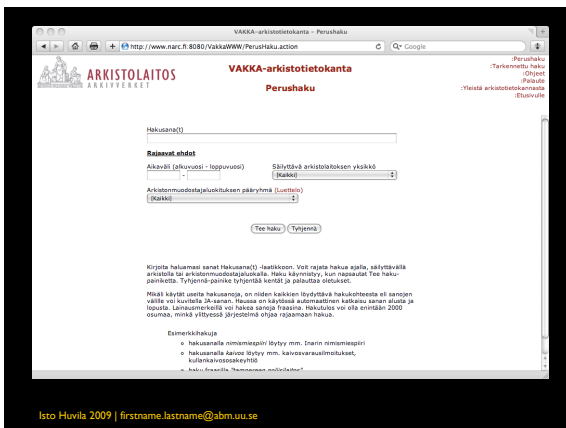 VAKKA-arkistotietokanta – Perushaku
http://www.narc.fi:8080/VakkaWWW/PerusHaku.action
Google
ARKISTOLAITOS
ARKIVVERKET
VAKKA-arkistotietokanta
Perushaku
:Perushaku
:Tarkennettu haku
:Ohjeet
:Palaute
:Yleistä arkistotietokannasta
:Etusivulle
Hakusana(t)
Rajaavat ehdot
Aikaväli (alkuvuosi - loppuvuosi)
Säilyttävä arkistolaitoksen yksikkö
-
(Kaikki)
Arkistonmuodostajaluokituksen pääryhmä (Luettelo)
(Kaikki)
Tee haku
Tyhjennä
Kirjoita haluamasi sanat Hakusana(t) -laatikkoon. Voit rajata hakua ajalla, säilyttävällä
arkistolla tai arkistonmuodostajaluokalla. Haku käynnistyy, kun napsautat Tee haku-
painiketta. Tyhjennä-painike tyhjentää kentät ja palauttaa oletukset.
Mikäli käytät useita hakusanoja, on niiden kaikkien löydyttävä hakukohteesta eli sanojen
välille voi kuvitella JA-sanan. Haussa on käytössä automaattinen katkaisu sanan alusta ja
lopusta. Lainausmerkeillä voi hakea sanoja fraasina. Hakutulos voi olla enintään 2000
osumaa, minkä ylittyessä järjestelmä ohjaa rajaamaan hakua.
Esimerkkihakuja
hakusanalla nimismiespiiri löytyy mm. Inarin nimismiespiiri
hakusanalla kaivos löytyy mm. kaivosvarausilmoitukset,
kullankaivososakeyhtiö
haku fraasilla "tampereen poliisilaitos"
Isto Huvila 2009 | firstname.lastname@abm.uu.se